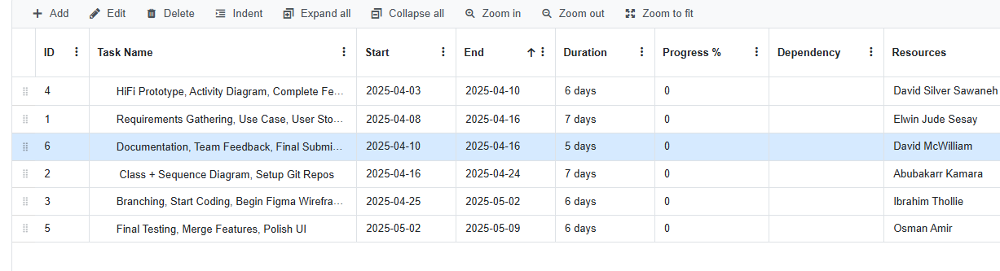 Add Edit Delete Indent Expand all Collapse all Zoom in Zoom out Zoom to fit
ID Task Name Start End Duration Progress % Dependency Resources
4 HiFi Prototype, Activity Diagram, Complete Fe... 2025-04-03 2025-04-10 6 days 0 David Silver Sawaneh
1 Requirements Gathering, Use Case, User Sto... 2025-04-08 2025-04-16 7 days 0 Elwin Jude Sesay
6 Documentation, Team Feedback, Final Submi... 2025-04-10 2025-04-16 5 days 0 David McWilliam
2 Class + Sequence Diagram, Setup Git Repos 2025-04-16 2025-04-24 7 days 0 Abubakarr Kamara
3 Branching, Start Coding, Begin Figma Wirefra... 2025-04-25 2025-05-02 6 days 0 Ibrahim Thollie
5 Final Testing, Merge Features, Polish UI 2025-05-02 2025-05-09 6 days 0 Osman Amir